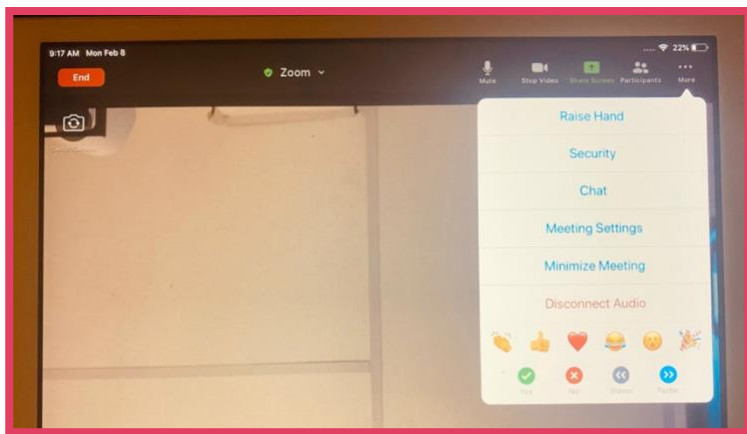 9:17 AM Mon Feb 8
22%
End
Zoom
Mute
Stop Video
Share Screen
Participants
More
Raise Hand
Security
Chat
Meeting Settings
Minimize Meeting
Disconnect Audio
Yes
No
Slower
Faster